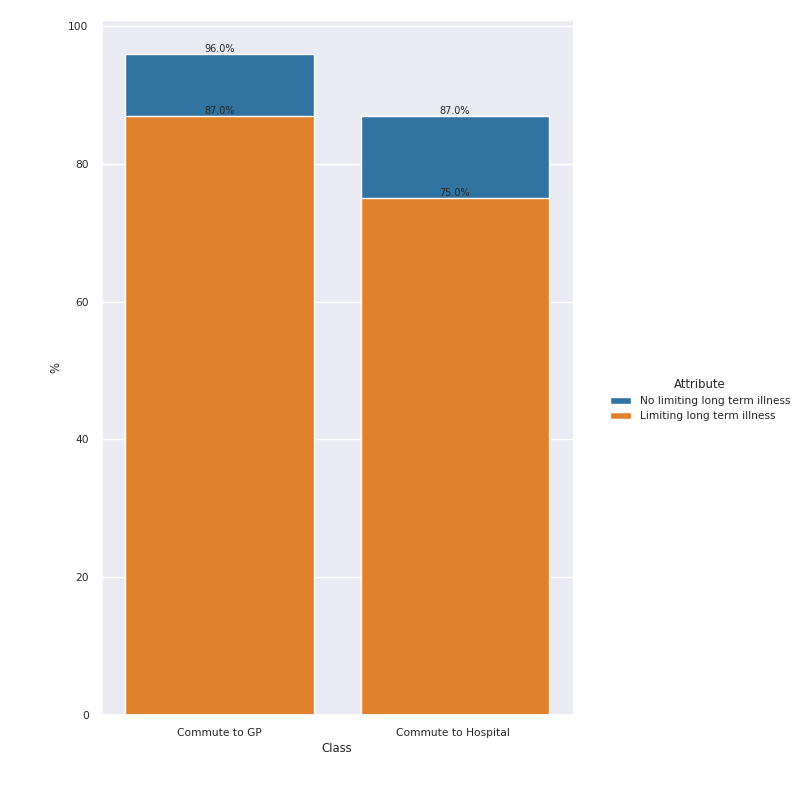 100
80
60
40
20
0
%
96.0%
87.0%
87.0%
75.0%
Commute to GP
Commute to Hospital
Class
Attribute
No limiting long term illness
Limiting long term illness